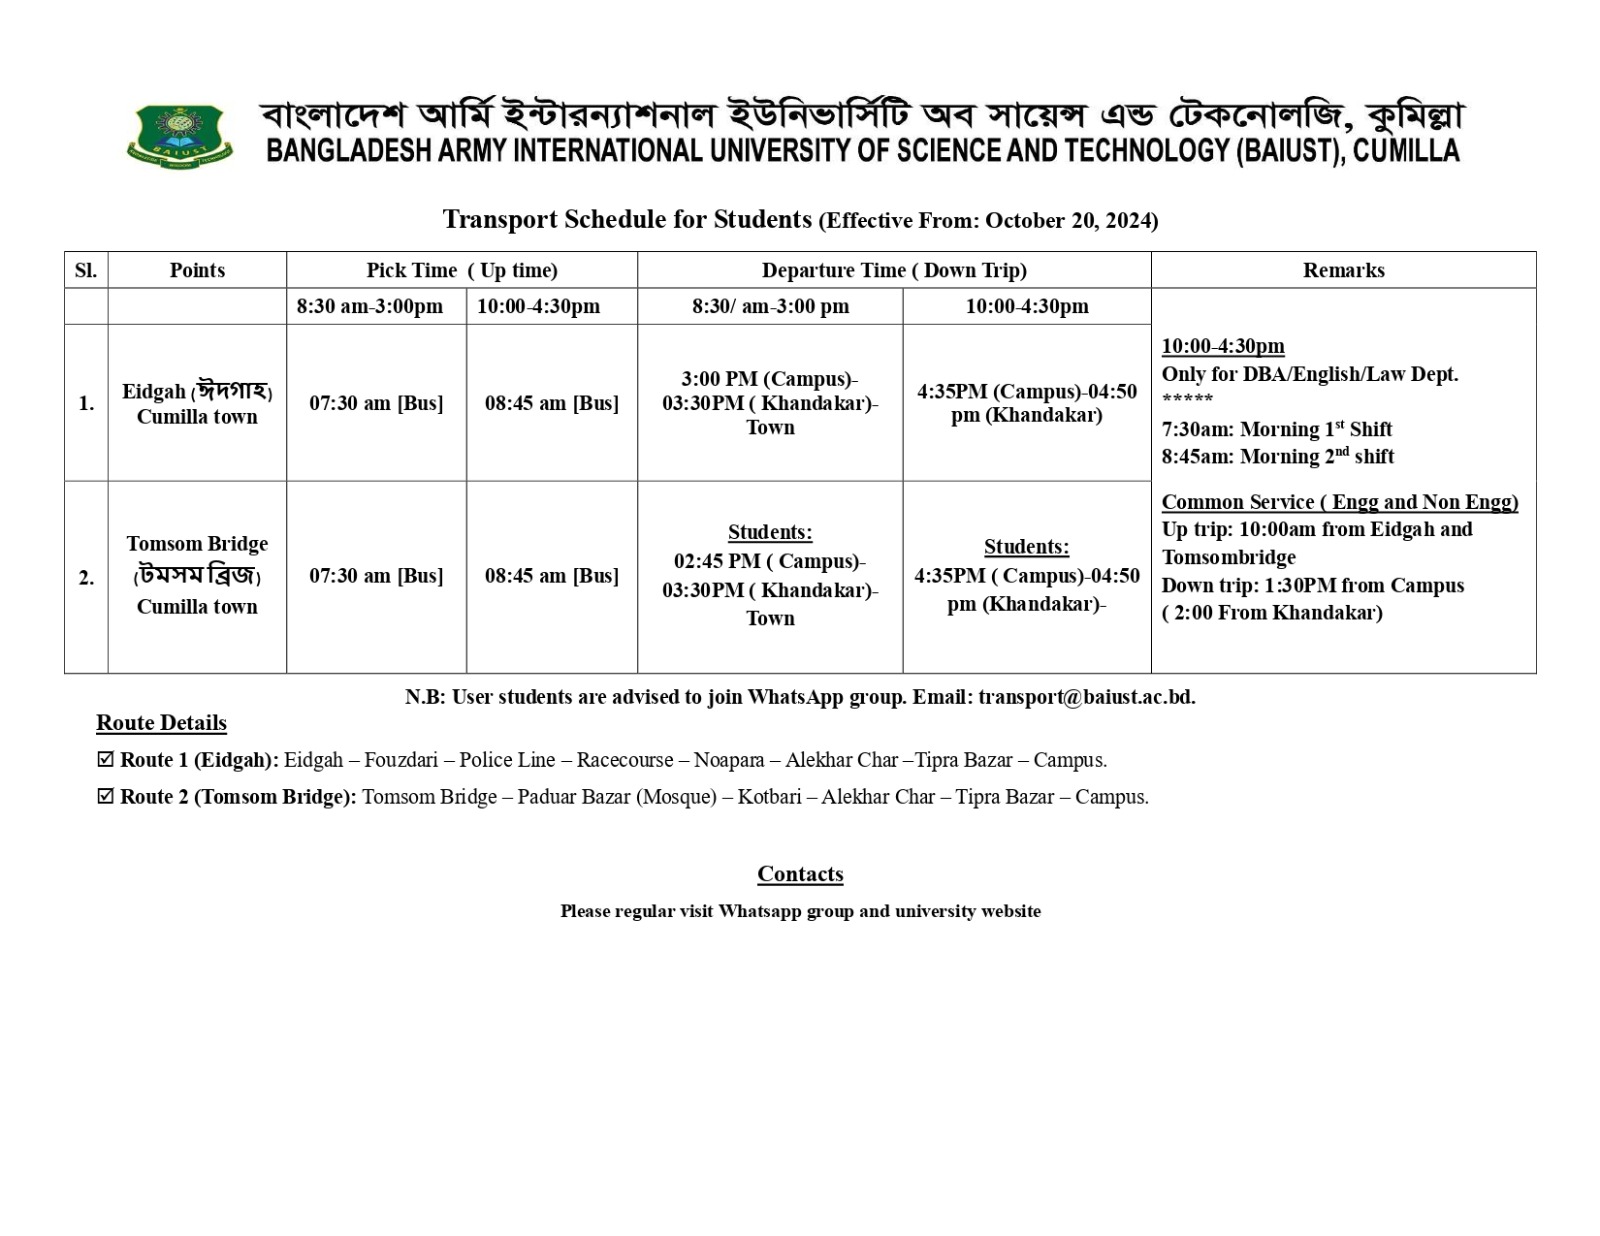 বাংলাদেশ আর্মি ইন্টারন্যাশনাল ইউনিভার্সিটি অব সায়েন্স এন্ড টেকনোলজি, কুমিল্লা
BANGLADESH ARMY INTERNATIONAL UNIVERSITY OF SCIENCE AND TECHNOLOGY (BAIUST), CUMILLA
BAIUST
Transport Schedule for Students (Effective From: October 20, 2024)
Sl. Points Pick Time ( Up time) Departure Time ( Down Trip) Remarks
8:30 am-3:00pm 10:00-4:30pm 8:30/ am-3:00 pm 10:00-4:30pm
1.
Eidgah (ঈদগাহ)
Cumilla town
07:30 am [Bus]
08:45 am [Bus]
3:00 PM (Campus)-
03:30PM ( Khandakar)-
Town
4:35PM (Campus)-04:50
pm (Khandakar)
10:00-4:30pm
Only for DBA/English/Law Dept.
*****
7:30am: Morning 1st Shift
8:45am: Morning 2nd shift
2.
Tomsom Bridge
(টমসম ব্রিজ)
Cumilla town
07:30 am [Bus]
08:45 am [Bus]
Students:
02:45 PM ( Campus)-
03:30PM ( Khandakar)-
Town
Students:
4:35PM ( Campus)-04:50
pm (Khandakar)-
Common Service ( Engg and Non Engg)
Up trip: 10:00am from Eidgah and
Tomsombridge
Down trip: 1:30PM from Campus
( 2:00 From Khandakar)
N.B: User students are advised to join WhatsApp group. Email: transport@baiust.ac.bd.
Route Details
☑ Route 1 (Eidgah): Eidgah – Fouzdari – Police Line – Racecourse – Noapara – Alekhar Char –Tipra Bazar – Campus.
☑ Route 2 (Tomsom Bridge): Tomsom Bridge – Paduar Bazar (Mosque) – Kotbari – Alekhar Char – Tipra Bazar – Campus.
Contacts
Please regular visit Whatsapp group and university website